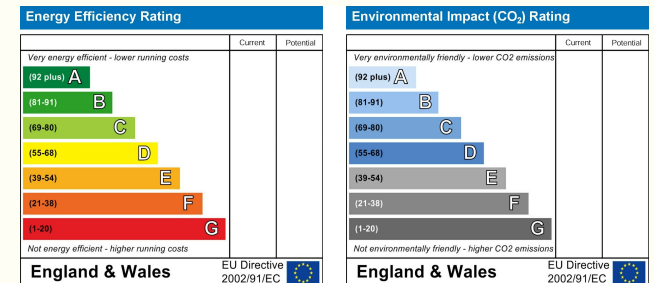 Energy Efficiency Rating
Current Potential
Very energy efficient - lower running costs
(92 plus) A
(81-91) B
(69-80) C
(55-68) D
(39-54) E
(21-38) F
(1-20) G
Not energy efficient - higher running costs
England & Wales
EU Directive
2002/91/EC
Environmental Impact (CO₂) Rating
Current Potential
Very environmentally friendly - lower CO2 emissions
(92 plus) A
(81-91) B
(69-80) C
(55-68) D
(39-54) E
(21-38) F
(1-20) G
Not environmentally friendly - higher CO2 emissions
England & Wales
EU Directive
2002/91/EC